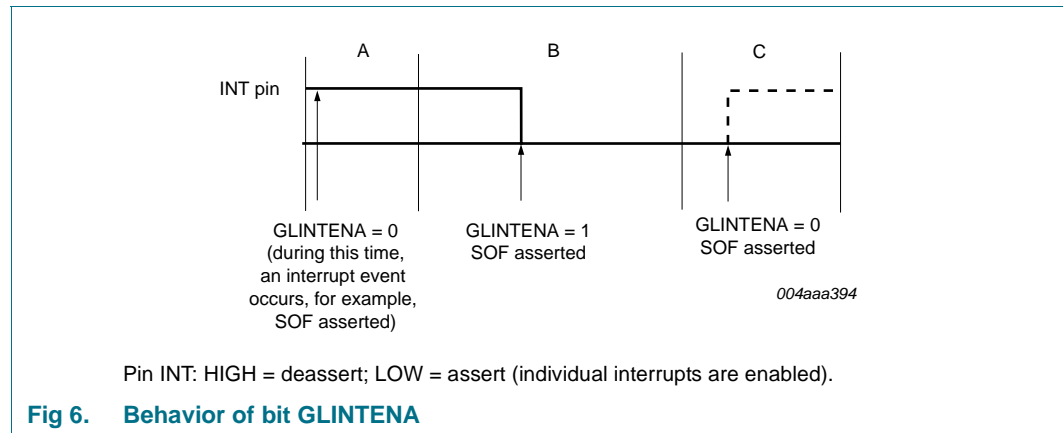 A B C
INT pin
GLINTENA = 0
(during this time,
an interrupt event
occurs, for example,
SOF asserted)
GLINTENA = 1
SOF asserted
GLINTENA = 0
SOF asserted
004aaa394
Pin INT: HIGH = deassert; LOW = assert (individual interrupts are enabled).
Fig 6. Behavior of bit GLINTENA